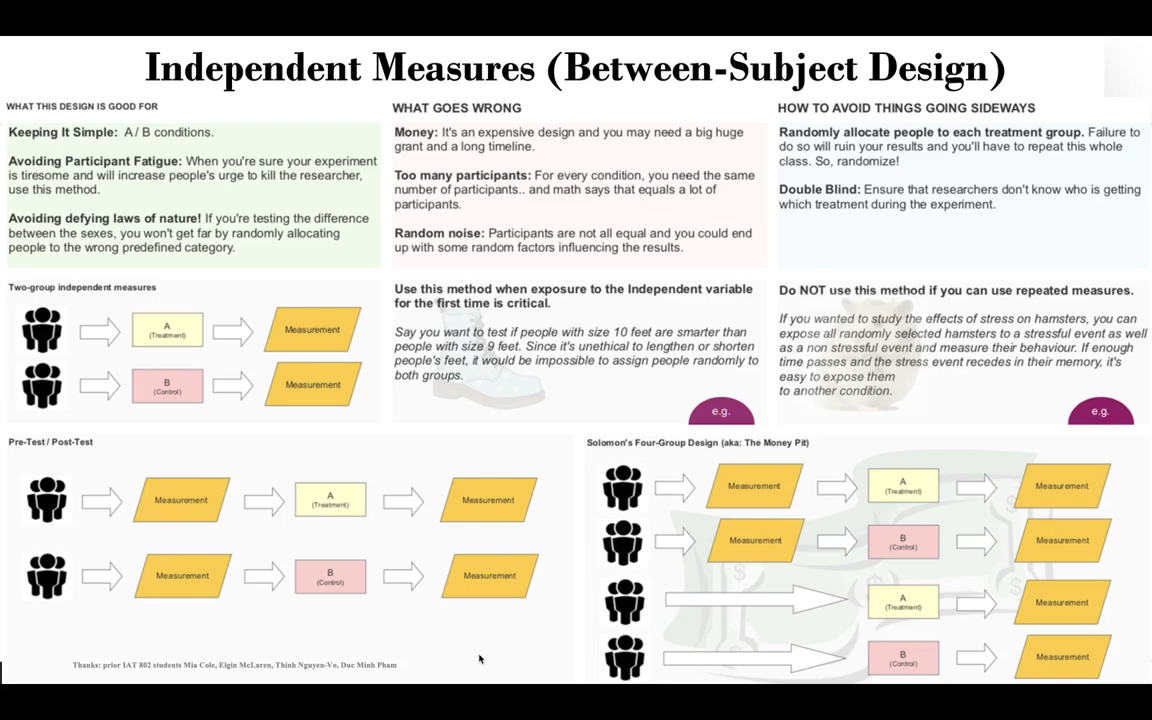 Independent Measures (Between-Subject Design)
WHAT THIS DESIGN IS GOOD FOR
Keeping It Simple: A / B conditions.
Avoiding Participant Fatigue: When you're sure your experiment
is tiresome and will increase people's urge to kill the researcher,
use this method.
Avoiding defying laws of nature! If you're testing the difference
between the sexes, you won't get far by randomly allocating
people to the wrong predefined category.
WHAT GOES WRONG
Money: It's an expensive design and you may need a big huge
grant and a long timeline.
Too many participants: For every condition, you need the same
number of participants.. and math says that equals a lot of
participants.
Random noise: Participants are not all equal and you could end
up with some random factors influencing the results.
HOW TO AVOID THINGS GOING SIDEWAYS
Randomly allocate people to each treatment group. Failure to
do so will ruin your results and you'll have to repeat this whole
class. So, randomize!
Double Blind: Ensure that researchers don't know who is getting
which treatment during the experiment.
Two-group independent measures
A
(Treatment)
Measurement
B
(Control)
Measurement
Use this method when exposure to the Independent variable
for the first time is critical.
Say you want to test if people with size 10 feet are smarter than
people with size 9 feet. Since it's unethical to lengthen or shorten
people's feet, it would be impossible to assign people randomly to
both groups.
e.g.
Do NOT use this method if you can use repeated measures.
If you wanted to study the effects of stress on hamsters, you can
expose all randomly selected hamsters to a stressful event as well
as a non stressful event and measure their behaviour. If enough
time passes and the stress event recedes in their memory, it's
easy to expose them
to another condition.
e.g.
Pre-Test / Post-Test
Measurement
A
(Treatment)
Measurement
Measurement
B
(Control)
Measurement
Thanks: prior IAT 802 students Mia Cole, Elgin McLaren, Thinh Nguyen-Vo, Duc Minh Pham
Solomon's Four-Group Design (aka: The Money Pit)
Measurement
A
(Treatment)
Measurement
Measurement
B
(Control)
Measurement
A
(Treatment)
Measurement
B
(Control)
Measurement